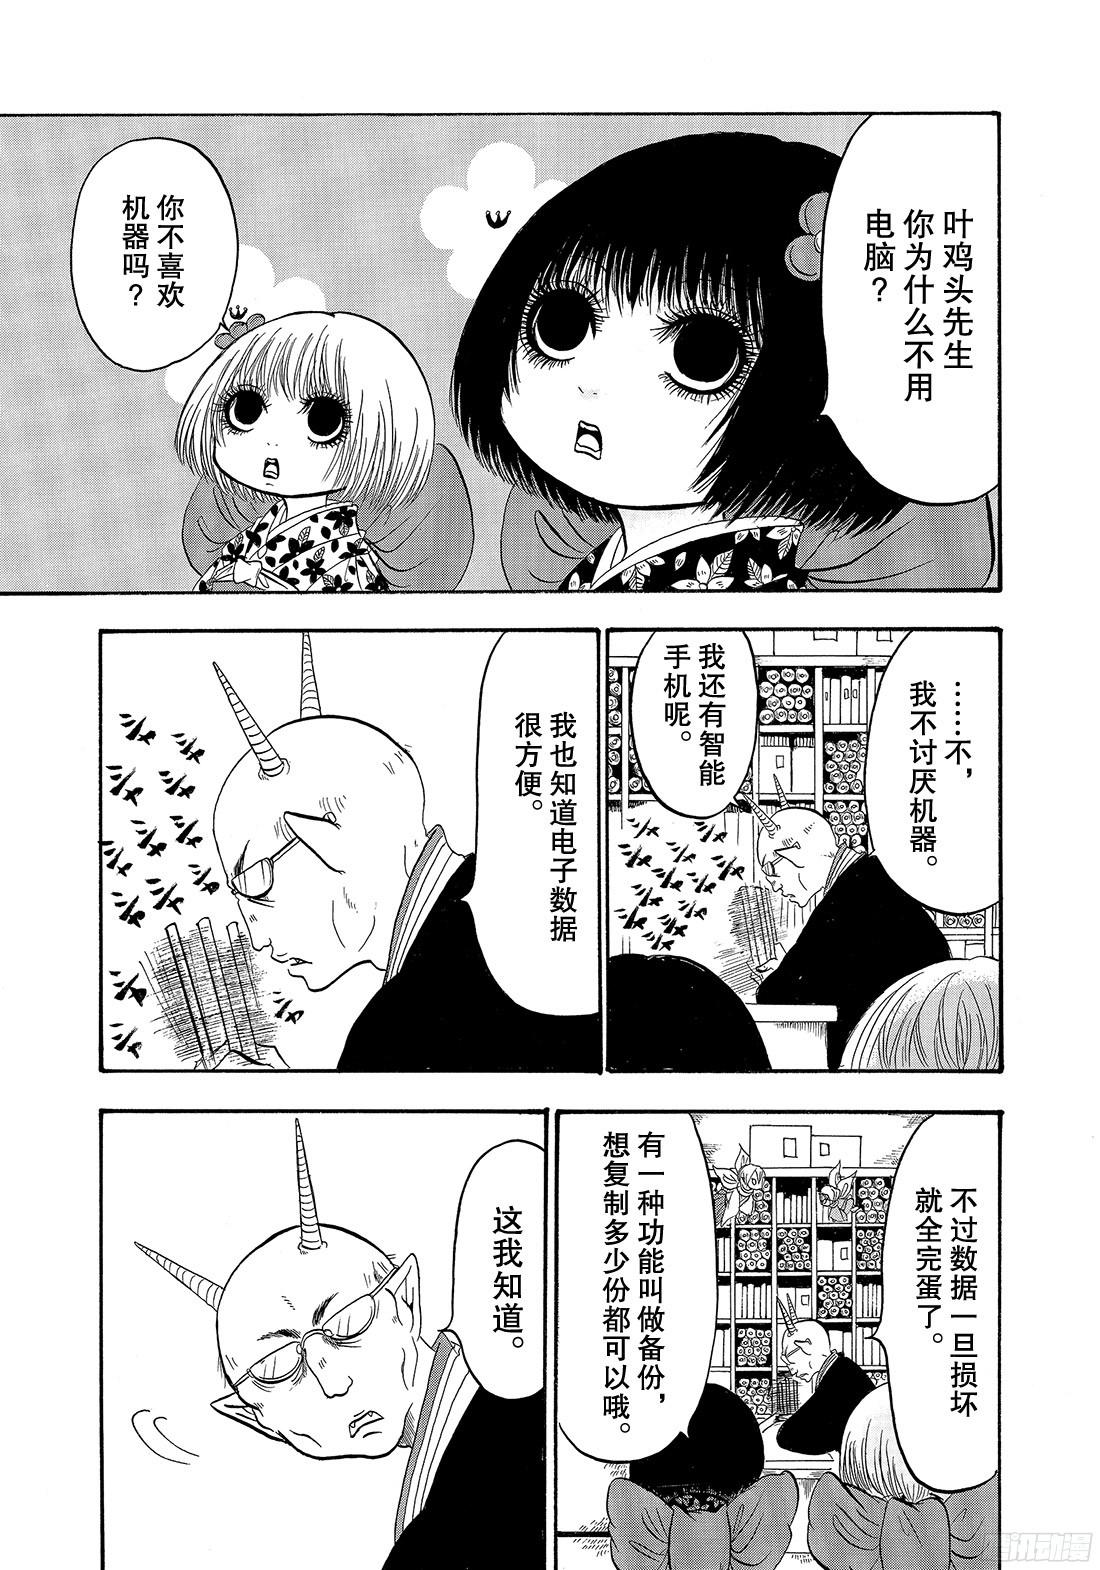 叶鸡头先生
你为什么不用
电脑？
你不喜欢
机器吗？
……不，
我不讨厌机器。
我还有智能
手机呢。
我也知道电子数据
很方便。
不过数据一旦损坏
就全完蛋了。
有一种功能叫做备份，
想复制多少份都可以哦。
这我知道。
腾讯动漫